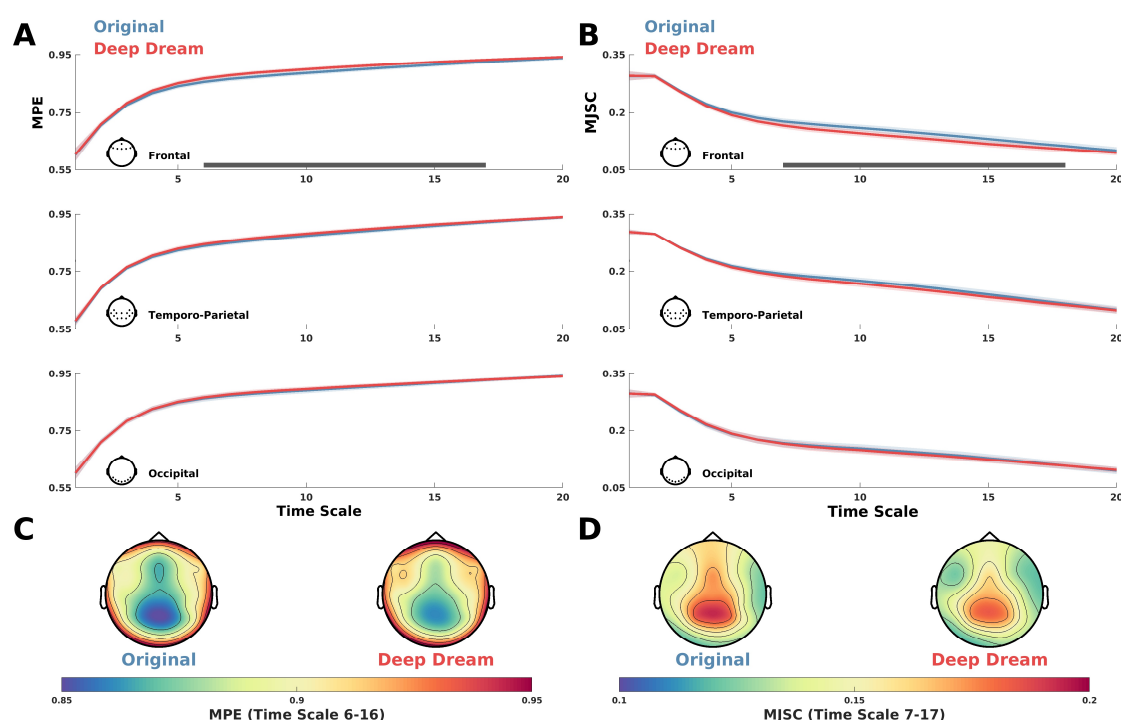 A
Original
Deep Dream
0.95
0.75
0.55
MPE
Frontal
5 10 15 20
0.95
0.75
0.55
Temporo-Parietal
5 10 15 20
0.95
0.75
0.55
Occipital
5 10 15 20
Time Scale
B
Original
Deep Dream
0.35
0.2
0.05
MJSC
Frontal
5 10 15 20
0.35
0.2
0.05
Temporo-Parietal
5 10 15 20
0.35
0.2
0.05
Occipital
5 10 15 20
Time Scale
C
Original Deep Dream
0.85 0.9 0.95
MPE (Time Scale 6-16)
D
Original Deep Dream
0.1 0.15 0.2
MJSC (Time Scale 7-17)